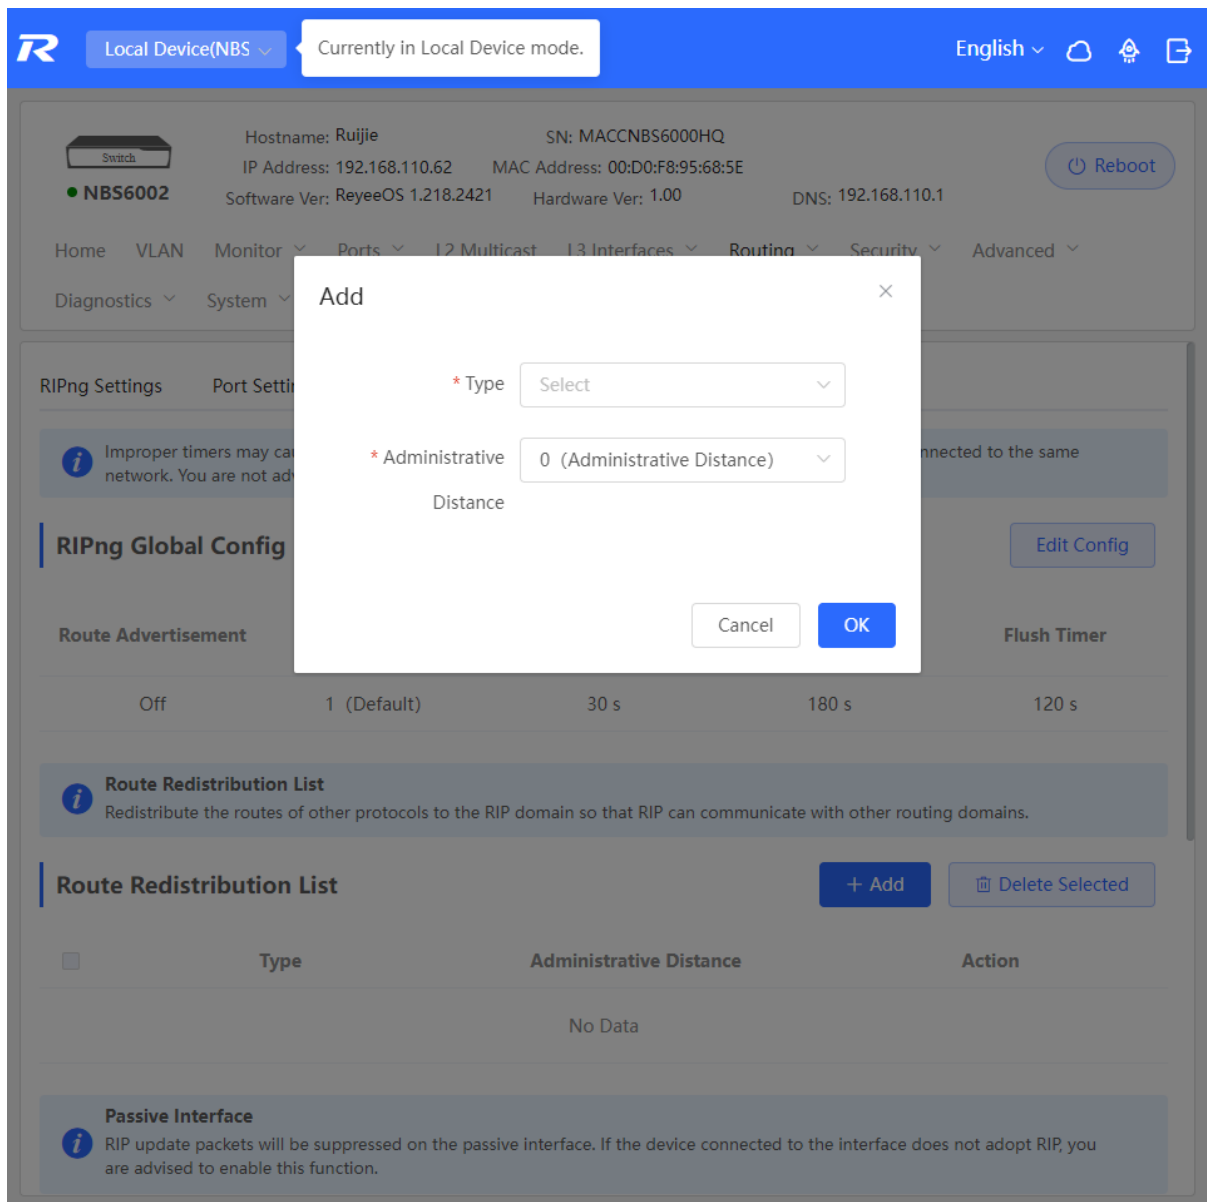 Local Device(NBS
Currently in Local Device mode.
English
Switch
NBS6002
Hostname: Ruijie
SN: MACCNBS6000HQ
IP Address: 192.168.110.62
MAC Address: 00:D0:F8:95:68:5E
Software Ver: ReyeeOS 1.218.2421
Hardware Ver: 1.00
DNS: 192.168.110.1
Reboot
Home VLAN Monitor Ports L2 Multicast L3 Interfaces Routing Security Advanced
Diagnostics System
Add
* Type Select
* Administrative Distance 0 (Administrative Distance)
Cancel OK
RIPng Settings Port Settin
Improper timers may cau
nnected to the same
network. You are not adv
RIPng Global Config
Edit Config
Route Advertisement
Flush Timer
Off 1 (Default) 30 s 180 s 120 s
Route Redistribution List
Redistribute the routes of other protocols to the RIP domain so that RIP can communicate with other routing domains.
Route Redistribution List
+ Add Delete Selected
Type Administrative Distance Action
No Data
Passive Interface
RIP update packets will be suppressed on the passive interface. If the device connected to the interface does not adopt RIP, you
are advised to enable this function.